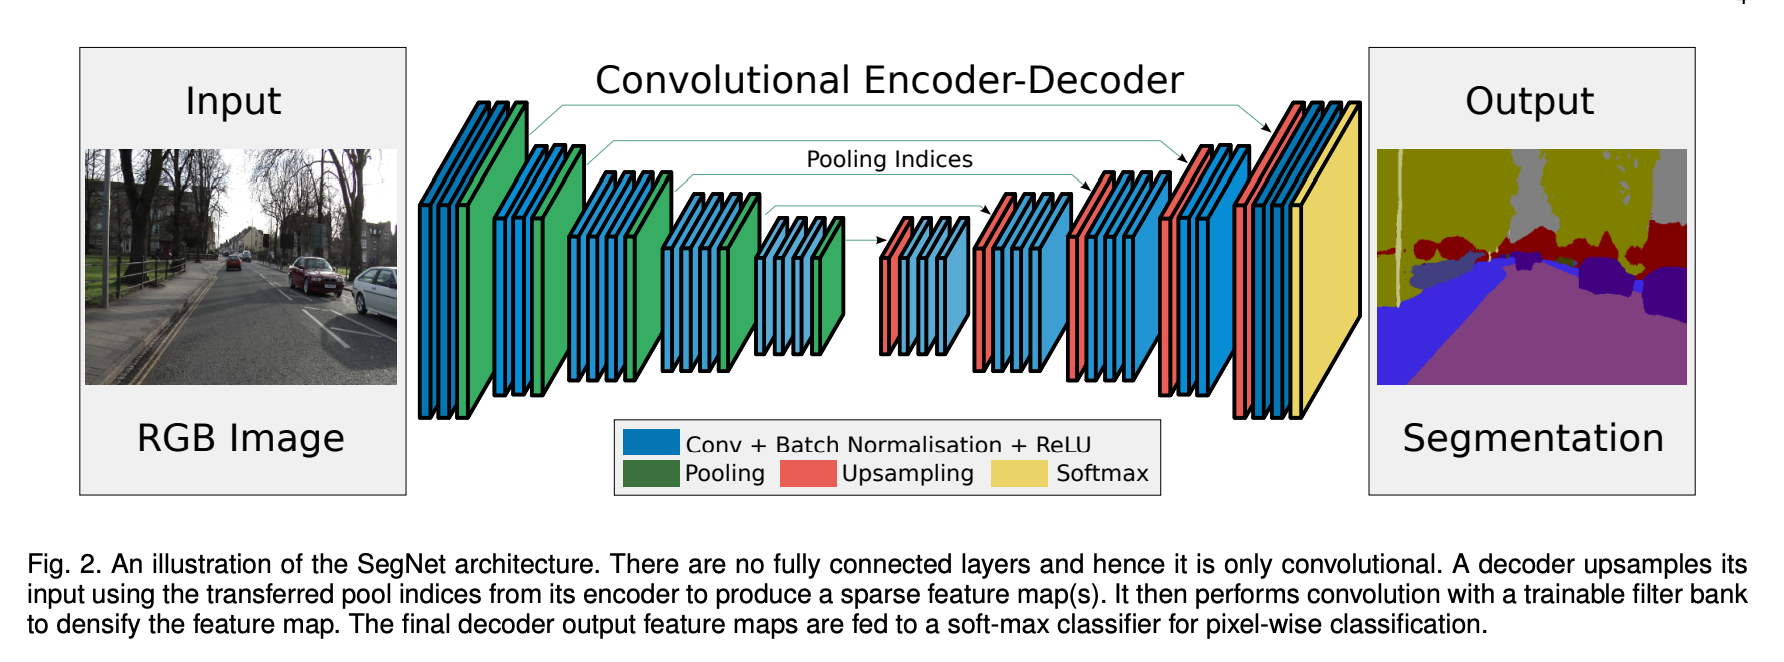 Input
Convolutional Encoder-Decoder
Output
Pooling Indices
RGB Image
Segmentation
Conv + Batch Normalisation + ReLU
Pooling
Upsampling
Softmax
Fig. 2. An illustration of the SegNet architecture. There are no fully connected layers and hence it is only convolutional. A decoder upsamples its
input using the transferred pool indices from its encoder to produce a sparse feature map(s). It then performs convolution with a trainable filter bank
to densify the feature map. The final decoder output feature maps are fed to a soft-max classifier for pixel-wise classification.